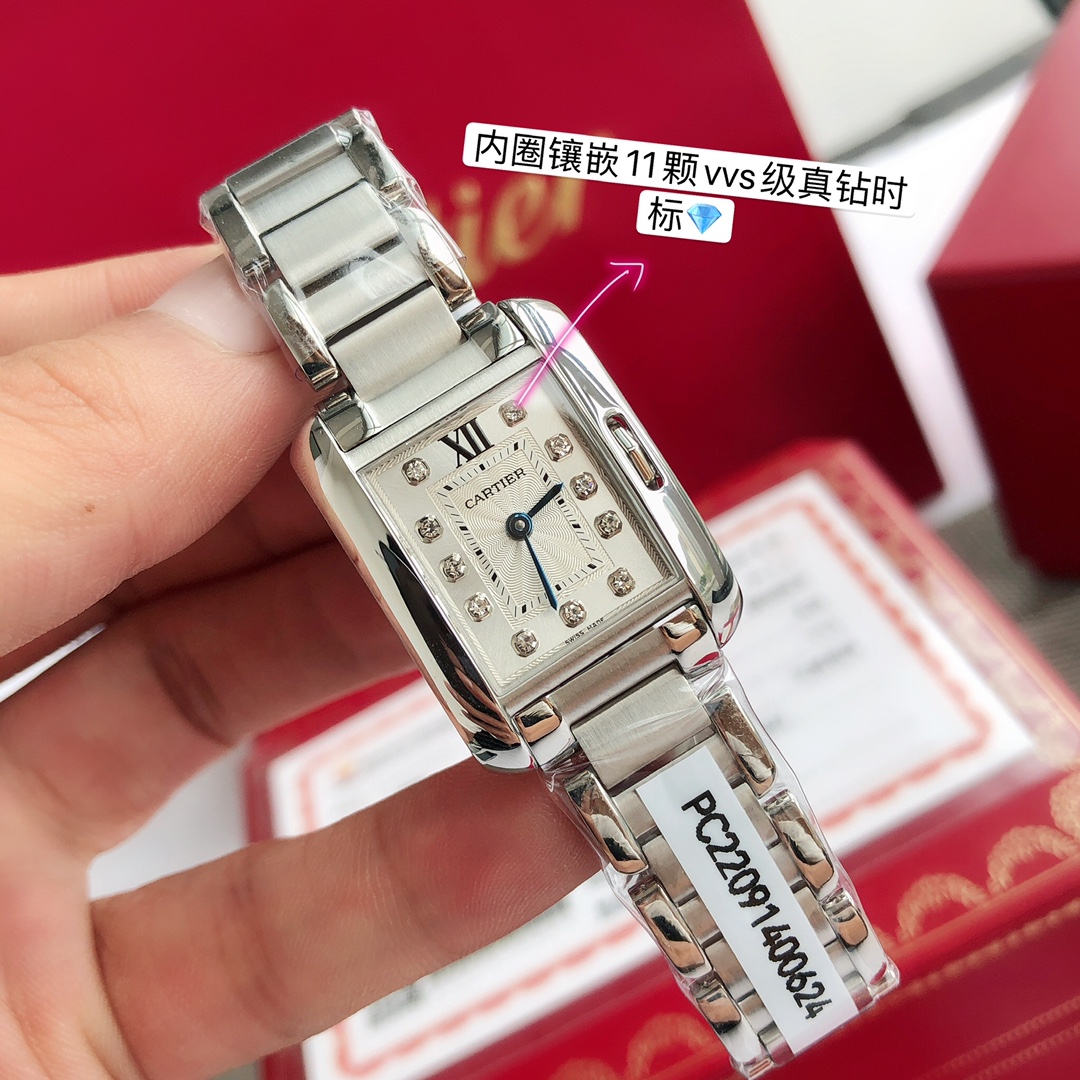 内圈镶嵌11颗vvs级真钻时
标💎
XII
CARTIER
SWISS MADE
PC22091400624